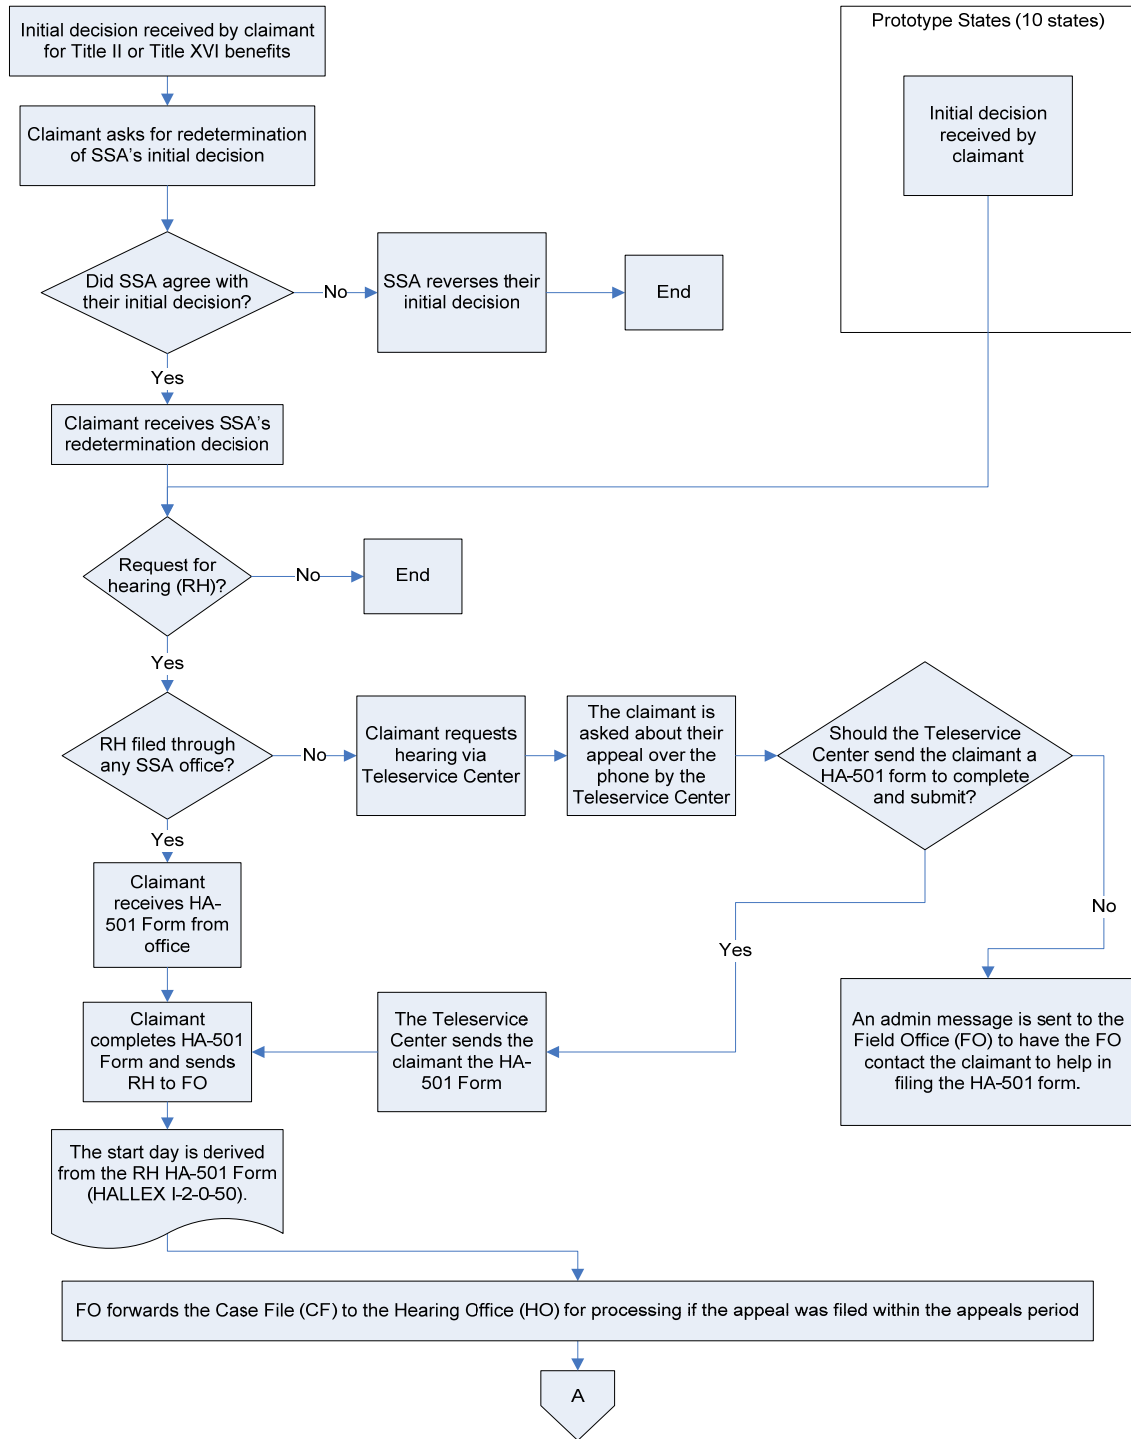 Initial decision received by claimant
for Title II or Title XVI benefits
Prototype States (10 states)
Claimant asks for redetermination
of SSA's initial decision
Initial decision
received by
claimant
Did SSA agree with
their initial decision?
No
SSA reverses their
initial decision
End
Yes
Claimant receives SSA's
redetermination decision
Request for
hearing (RH)?
No
End
Yes
RH filed through
any SSA office?
No
Claimant requests
hearing via
Teleservice Center
The claimant is
asked about their
appeal over the
phone by the
Teleservice Center
Should the Teleservice
Center send the claimant a
HA-501 form to complete
and submit?
Yes
Claimant
receives HA-
501 Form from
office
Yes
No
Claimant
completes HA-501
Form and sends
RH to FO
The Teleservice
Center sends the
claimant the HA-
501 Form
An admin message is sent to the
Field Office (FO) to have the FO
contact the claimant to help in
filing the HA-501 form.
The start day is derived
from the RH HA-501 Form
(HALLEX I-2-0-50).
FO forwards the Case File (CF) to the Hearing Office (HO) for processing if the appeal was filed within the appeals period
A